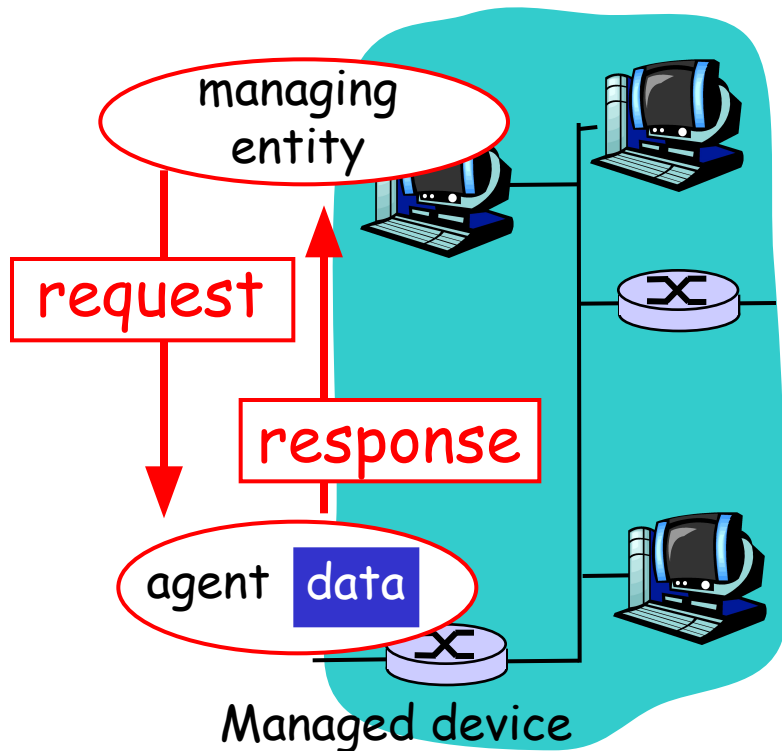 managing
entity
request
response
agent data
Managed device